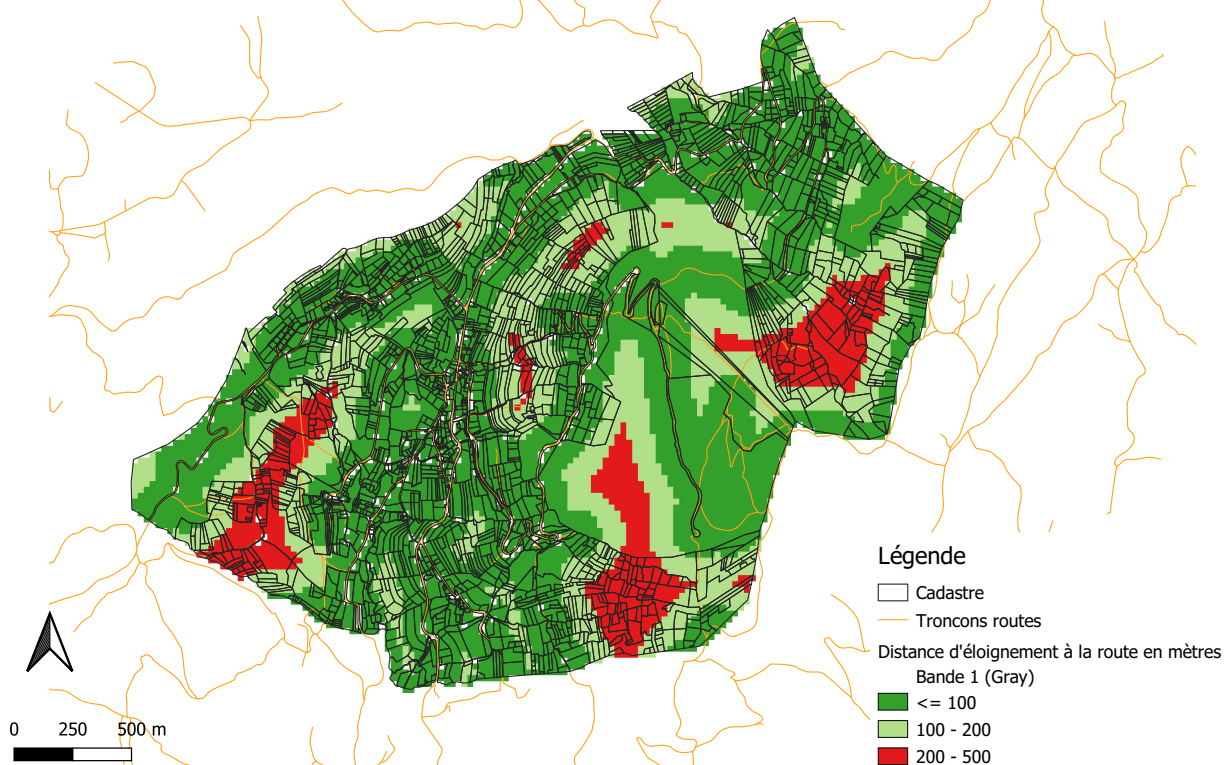 Légende
Cadastre
Troncons routes
Distance d'éloignement à la route en mètres
Bande 1 (Gray)
<= 100
100 - 200
200 - 500
0 250 500 m